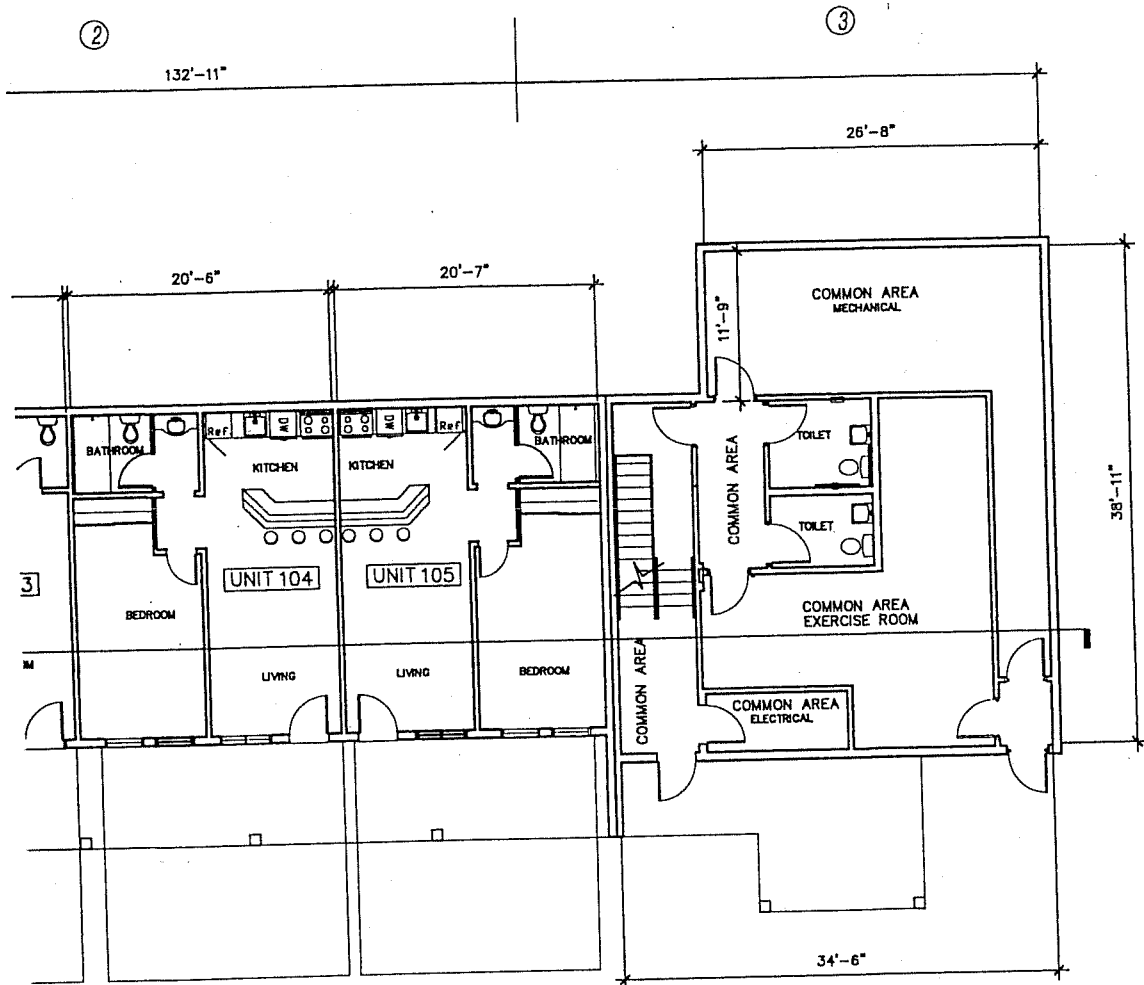 2
3
132'-11"
26'-8"
20'-6"
20'-7"
11'-9"
COMMON AREA
MECHANICAL
38'-11"
Ref
DW
DW
Ref
BATHROOM
KITCHEN
KITCHEN
BATHROOM
COMMON AREA
TOILET
TOILET
3
UNIT 104
UNIT 105
BEDROOM
COMMON AREA
EXERCISE ROOM
LIVING
LIVING
BEDROOM
COMMON AREA
COMMON AREA
ELECTRICAL
34'-6"